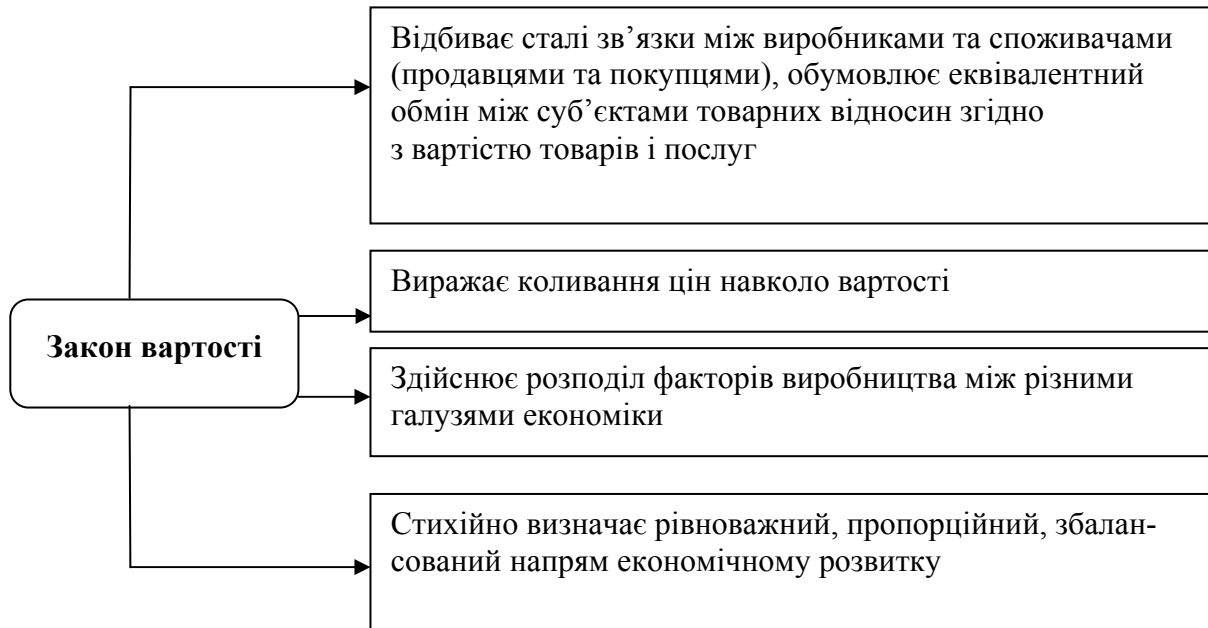 Відбиває сталі зв’язки між виробниками та споживачами
(продавцями та покупцями), обумовлює еквівалентний
обмін між суб’єктами товарних відносин згідно
з вартістю товарів і послуг
Виражає коливання цін навколо вартості
Закон вартості
Здійснює розподіл факторів виробництва між різними
галузями економіки
Стихійно визначає рівноважний, пропорційний, збалан-
сований напрям економічному розвитку